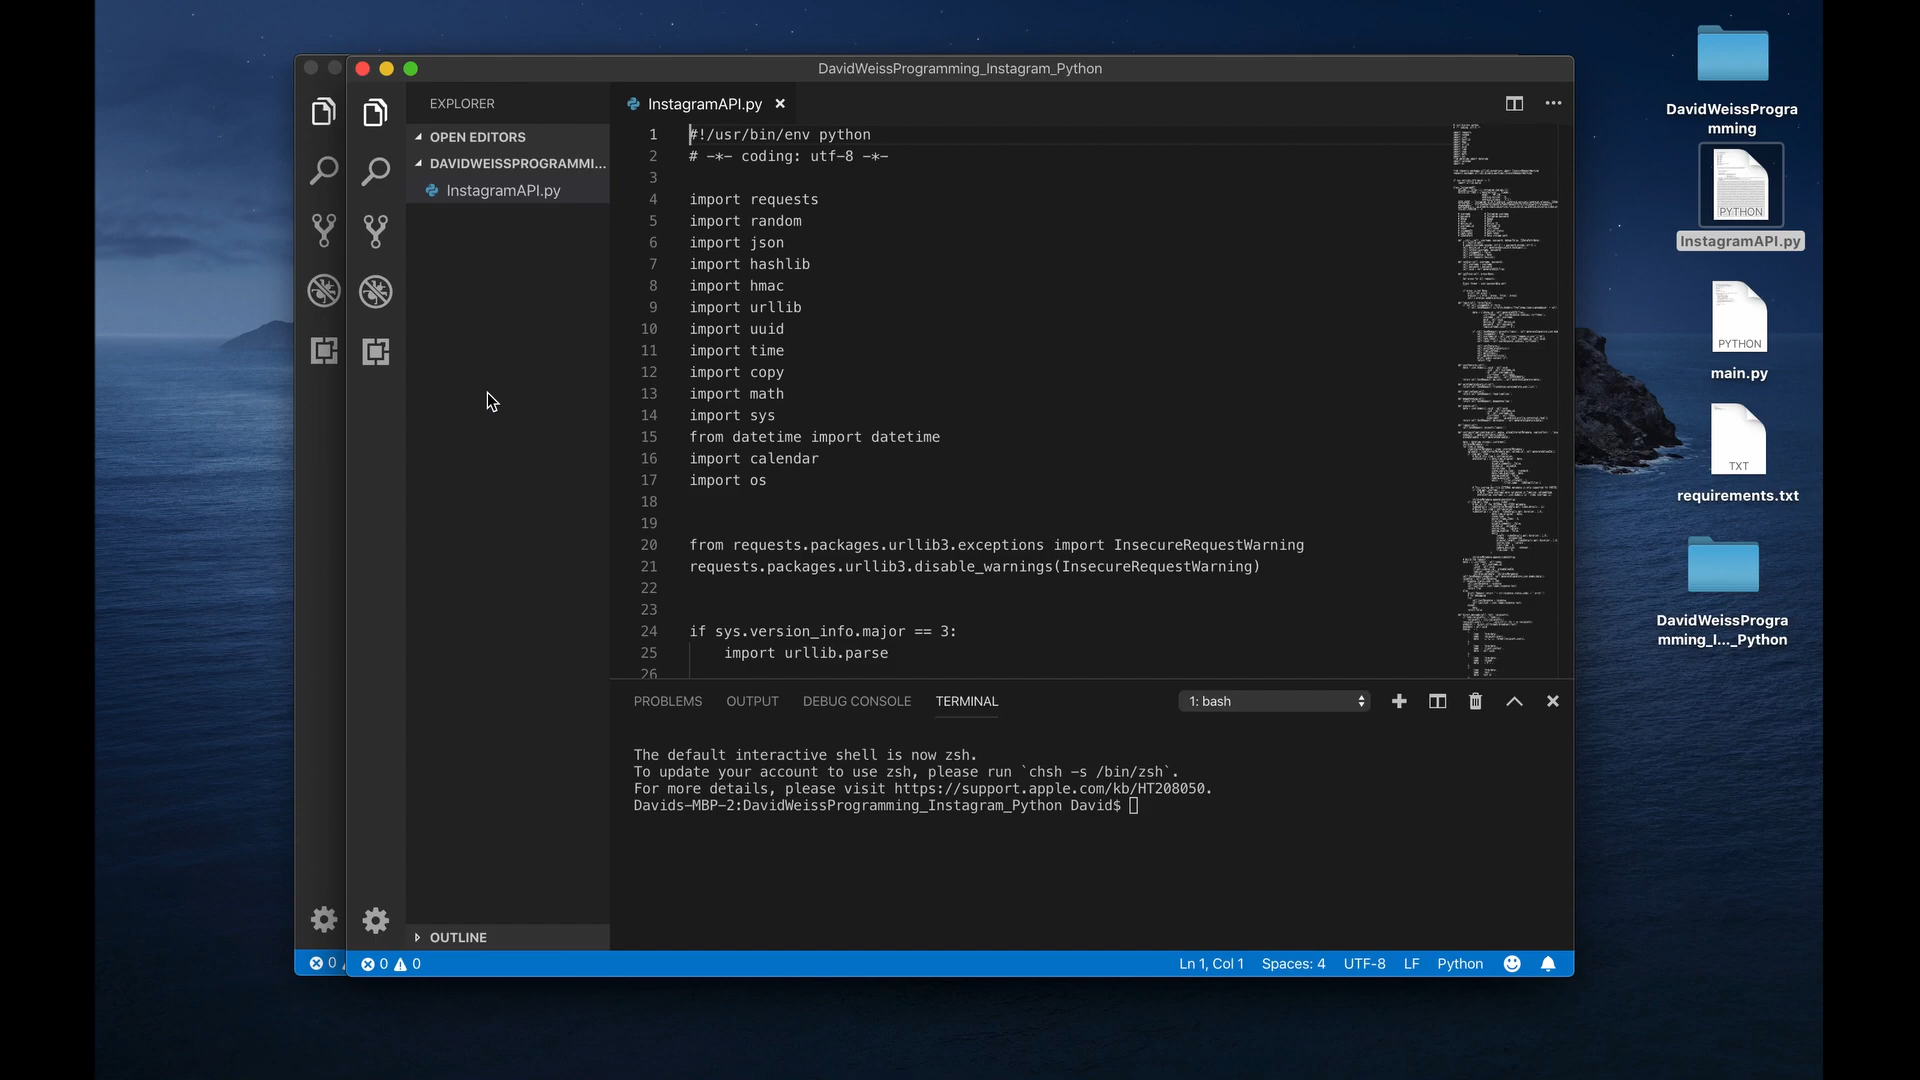 DavidWeissProgramming_Instagram_Python
EXPLORER
OPEN EDITORS
DAVIDWEISSPROGRAMMI...
InstagramAPI.py
OUTLINE
InstagramAPI.py
1 #!/usr/bin/env python
2 # -*- coding: utf-8 -*-
3
4 import requests
5 import random
6 import json
7 import hashlib
8 import hmac
9 import urllib
10 import uuid
11 import time
12 import copy
13 import math
14 import sys
15 from datetime import datetime
16 import calendar
17 import os
18
19
20 from requests.packages.urllib3.exceptions import InsecureRequestWarning
21 requests.packages.urllib3.disable_warnings(InsecureRequestWarning)
22
23
24 if sys.version_info.major == 3:
25 import urllib.parse
26
PROBLEMS OUTPUT DEBUG CONSOLE TERMINAL 1: bash
The default interactive shell is now zsh.
To update your account to use zsh, please run `chsh -s /bin/zsh`.
For more details, please visit https://support.apple.com/kb/HT208050.
Davids-MBP-2:DavidWeissProgramming_Instagram_Python David$
0 0 0 Ln 1, Col 1 Spaces: 4 UTF-8 LF Python
DavidWeissProgra
mming
PYTHON
InstagramAPI.py
PYTHON
main.py
TXT
requirements.txt
DavidWeissProgra
mming_I..._Python